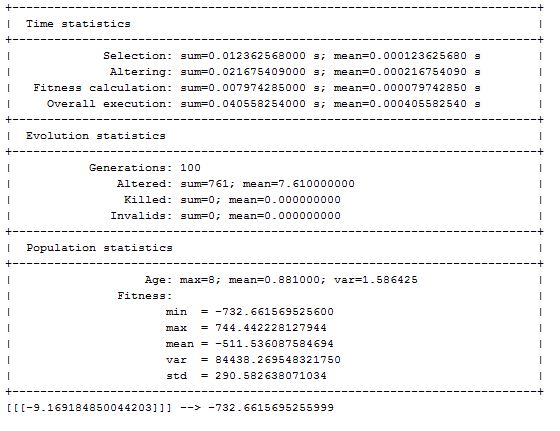 +---------------------------------------------------------------------------+
|  Time statistics                                                          |
+---------------------------------------------------------------------------+
|             Selection: sum=0.012362568000 s; mean=0.000123625680 s        |
|              Altering: sum=0.021675409000 s; mean=0.000216754090 s        |
|   Fitness calculation: sum=0.007974285000 s; mean=0.000079742850 s        |
|     Overall execution: sum=0.040558254000 s; mean=0.000405582540 s        |
+---------------------------------------------------------------------------+
|  Evolution statistics                                                     |
+---------------------------------------------------------------------------+
|           Generations: 100                                                |
|               Altered: sum=761; mean=7.610000000                          |
|                Killed: sum=0; mean=0.000000000                            |
|              Invalids: sum=0; mean=0.000000000                            |
+---------------------------------------------------------------------------+
|  Population statistics                                                    |
+---------------------------------------------------------------------------+
|                   Age: max=8; mean=0.881000; var=1.586425                 |
|               Fitness:                                                    |
|                      min  = -732.661569525600                             |
|                      max  = 744.442228127944                              |
|                      mean = -511.536087584694                             |
|                      var  = 84438.269548321750                            |
|                      std  = 290.582638071034                              |
+---------------------------------------------------------------------------+
[[[-9.169184850044203]]] --> -732.6615695255999